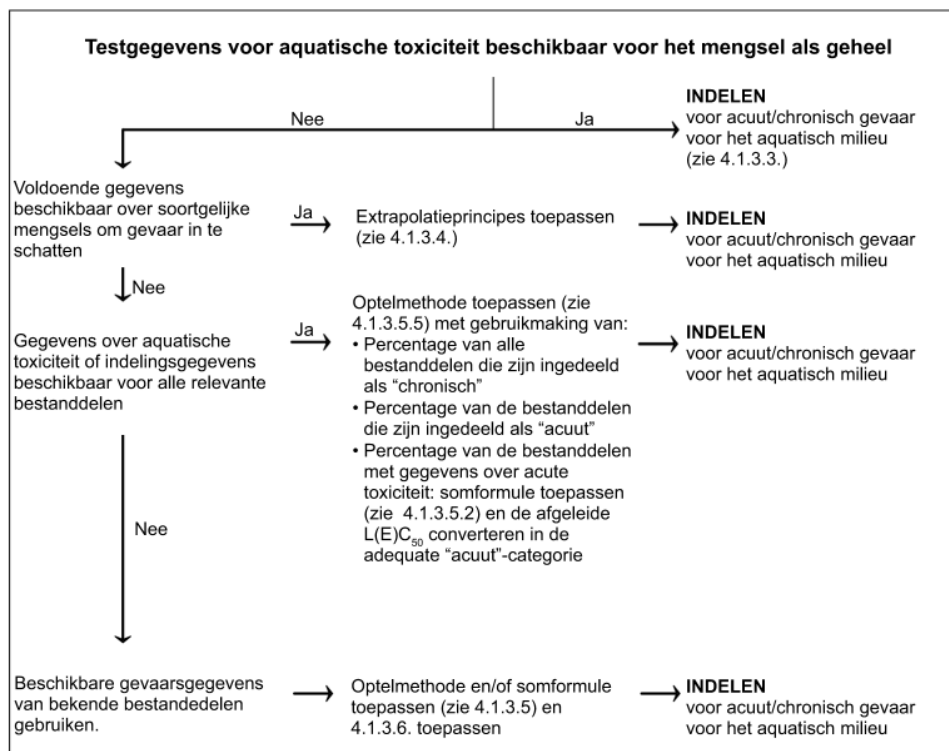 Testgegevens voor aquatische toxiciteit beschikbaar voor het mengsel als geheel
Nee
Ja
INDELEN
voor acuut/chronisch gevaar
voor het aquatisch milieu
(zie 4.1.3.3.)
Voldoende gegevens
beschikbaar over soortgelijke
mengsels om gevaar in te
schatten
Ja
Extrapolatieprincipes toepassen
(zie 4.1.3.4.)
INDELEN
voor acuut/chronisch gevaar
voor het aquatisch milieu
Nee
Gegevens over aquatische
toxiciteit of indelingsgegevens
beschikbaar voor alle relevante
bestanddelen
Ja
Optelmethode toepassen (zie
4.1.3.5.5) met gebruikmaking van:
• Percentage van alle
bestanddelen die zijn ingedeeld
als “chronisch”
• Percentage van de bestanddelen
die zijn ingedeeld als “acuut”
• Percentage van de bestanddelen
met gegevens over acute
toxiciteit: somformule toepassen
(zie 4.1.3.5.2) en de afgeleide
L(E)C50 converteren in de
adequate “acuut”-categorie
INDELEN
voor acuut/chronisch gevaar
voor het aquatisch milieu
Nee
Beschikbare gevaarsgegevens
van bekende bestandedelen
gebruiken.
Optelmethode en/of somformule
toepassen (zie 4.1.3.5) en
4.1.3.6. toepassen
INDELEN
voor acuut/chronisch gevaar
voor het aquatisch milieu